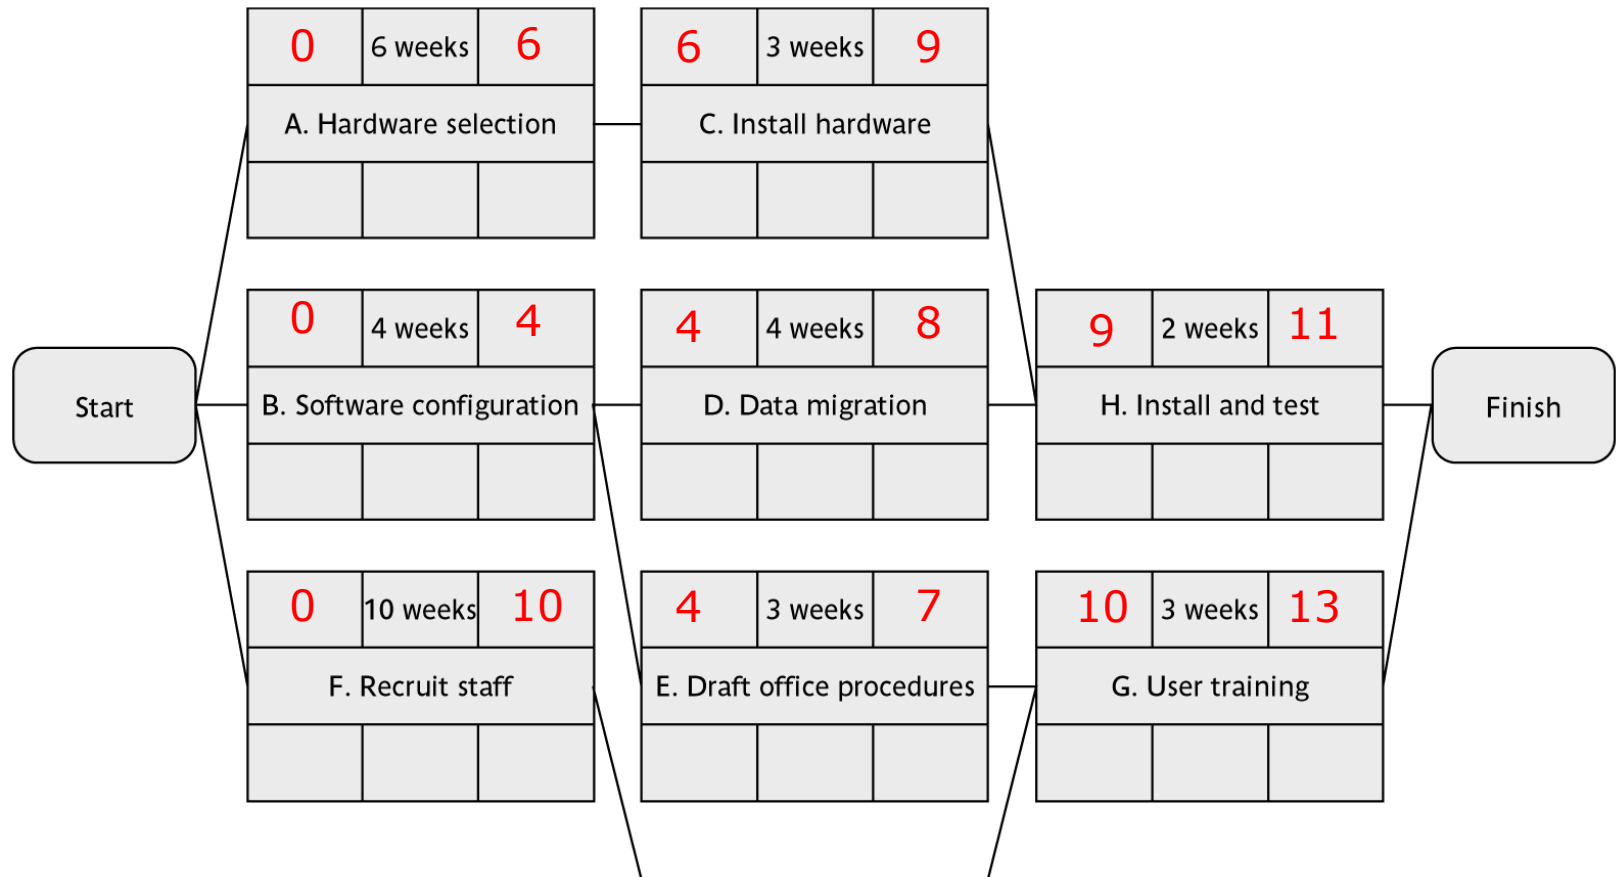 0 6 weeks 6
A. Hardware selection
6 3 weeks 9
C. Install hardware
0 4 weeks 4
B. Software configuration
4 4 weeks 8
D. Data migration
9 2 weeks 11
H. Install and test
Start
Finish
0 10 weeks 10
F. Recruit staff
4 3 weeks 7
E. Draft office procedures
10 3 weeks 13
G. User training